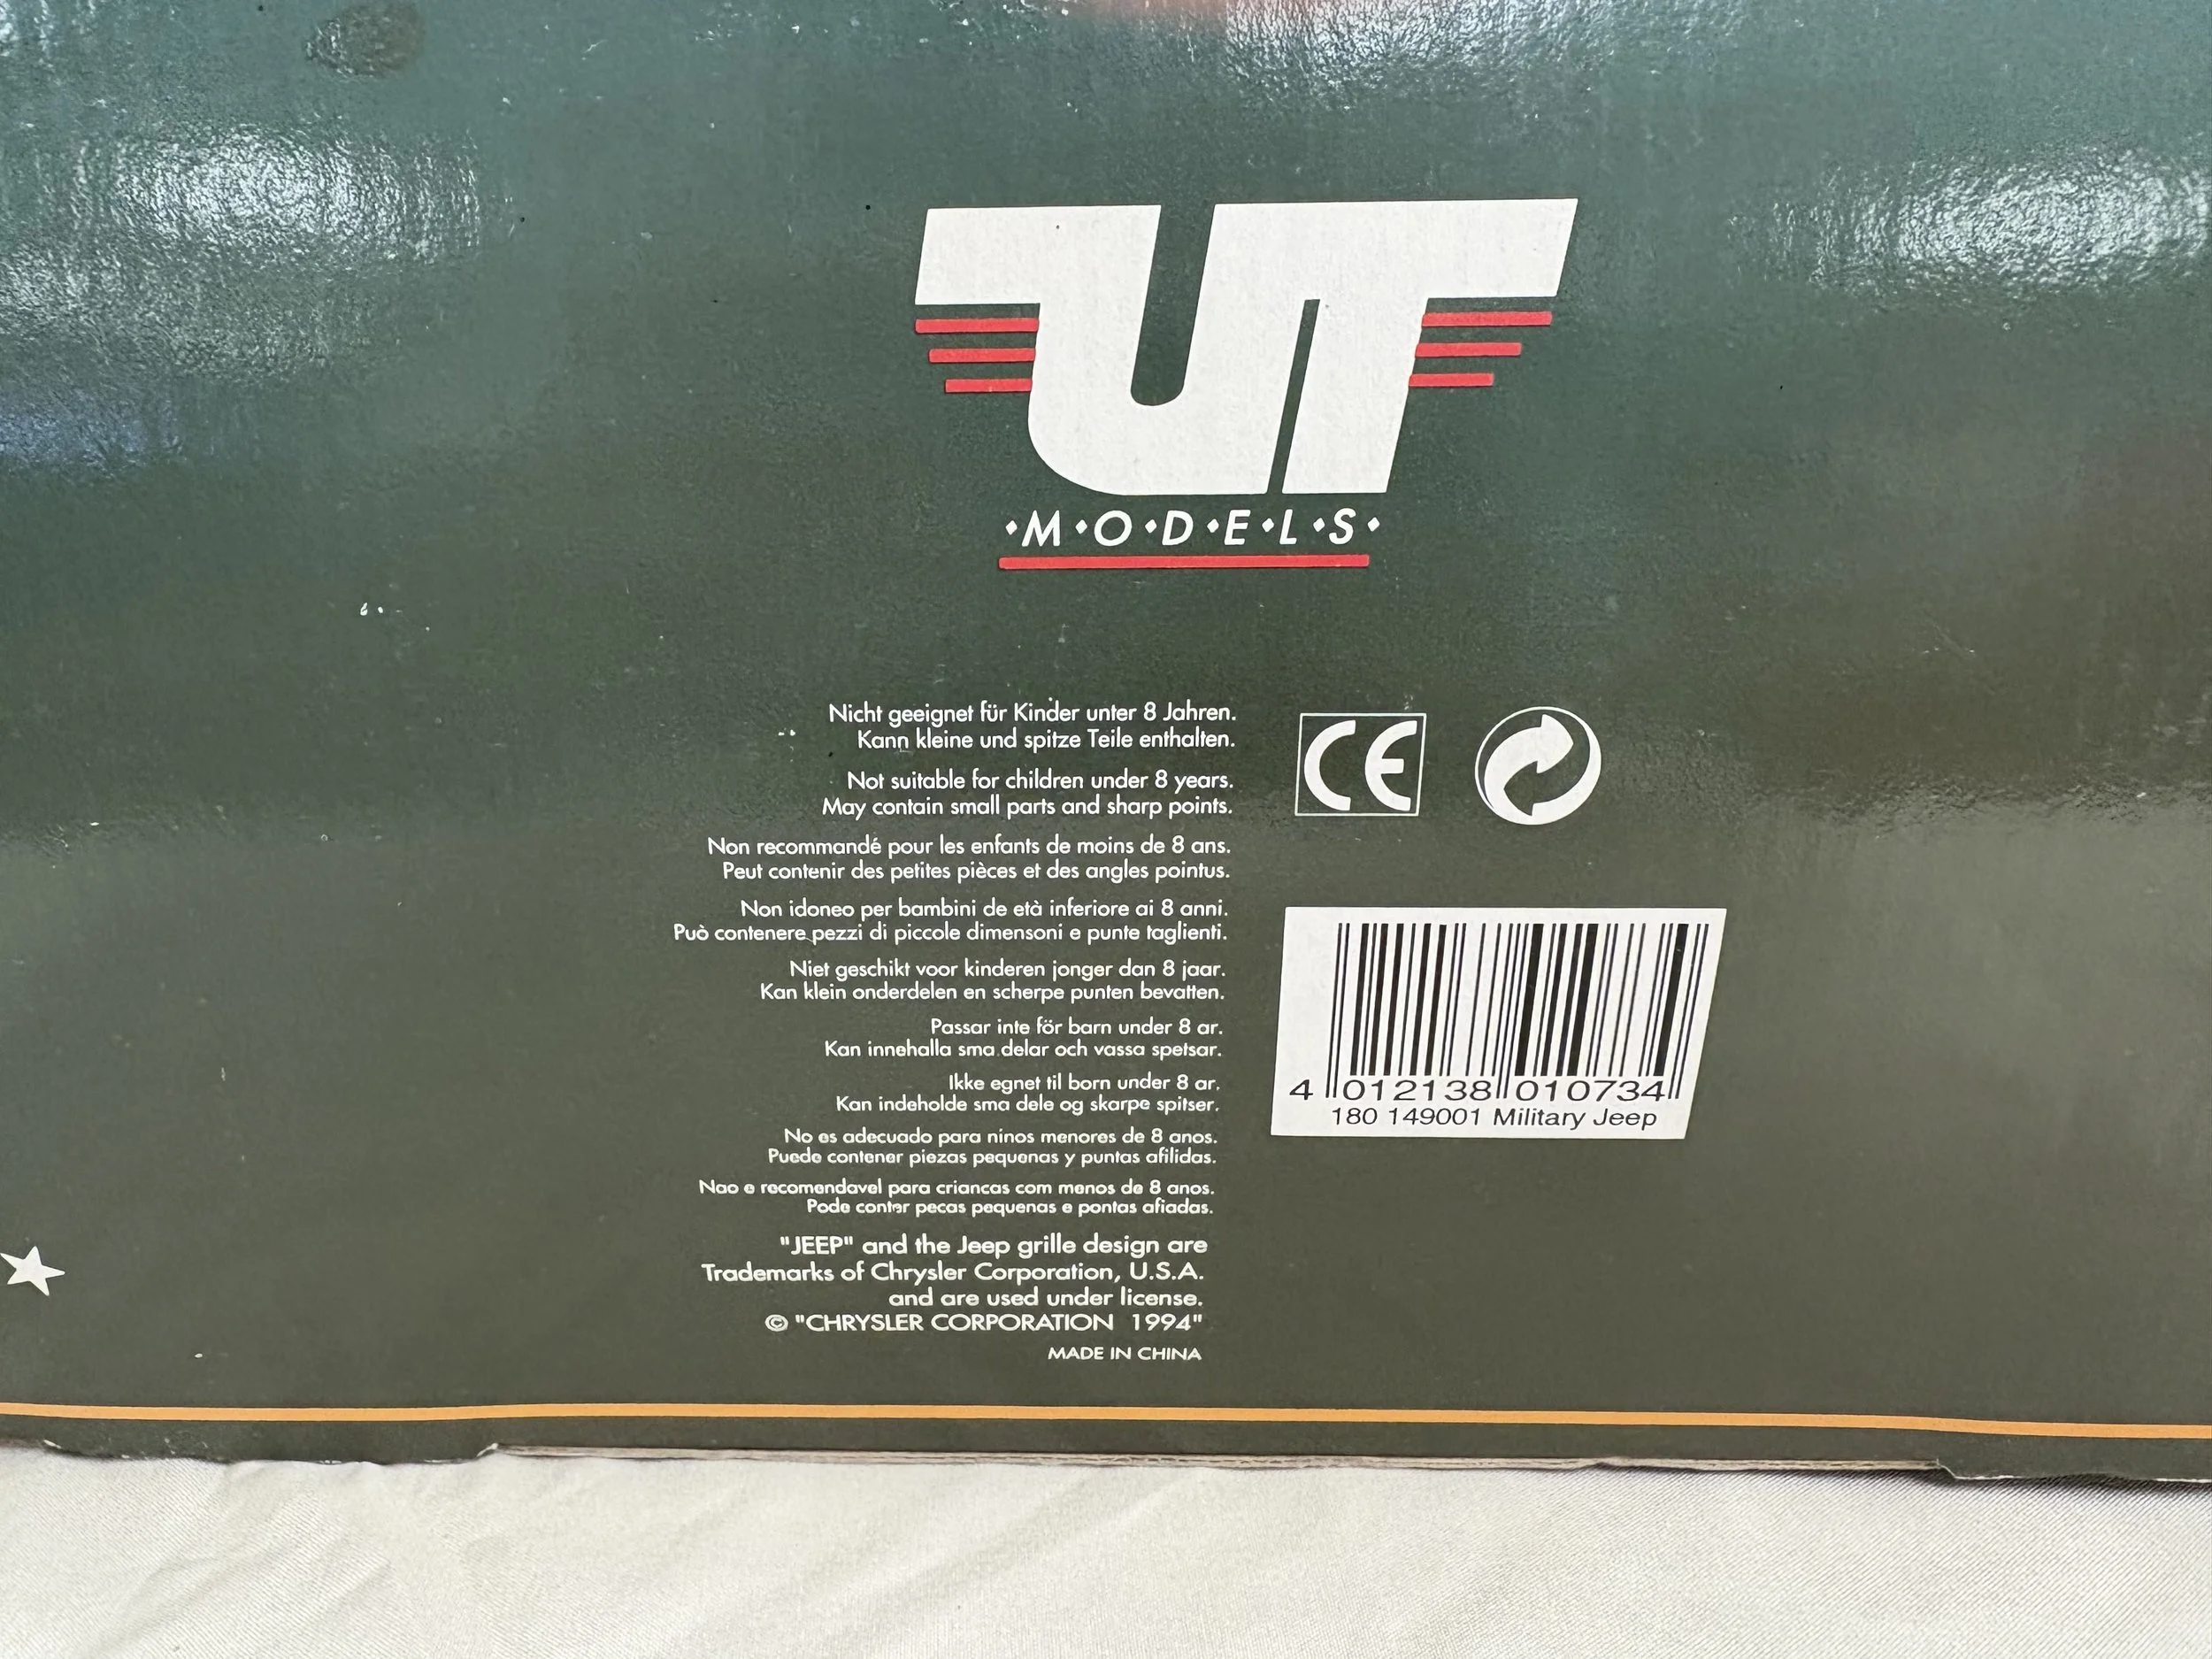 UT
·M·O·D·E·L·S·
Nicht geeignet für Kinder unter 8 Jahren.
Kann kleine und spitze Teile enthalten.
Not suitable for children under 8 years.
May contain small parts and sharp points.
Non recommandé pour les enfants de moins de 8 ans.
Peut contenir des petites pièces et des angles pointus.
Non idoneo per bambini de età inferiore ai 8 anni.
Può contenere pezzi di piccole dimensoni e punte taglienti.
Niet geschikt voor kinderen jonger dan 8 jaar.
Kan klein onderdelen en scherpe punten bevatten.
Passar inte för barn under 8 ar.
Kan innehalla sma delar och vassa spetsar.
Ikke egnet til born under 8 ar.
Kan indeholde sma dele og skarpe spitser.
No es adecuado para ninos menores de 8 anos.
Puede contener piezas pequenas y puntas afilidas.
Nao e recomendavel para criancas com menos de 8 anos.
Pode conter pecas pequenas e pontas afiadas.
"JEEP" and the Jeep grille design are
Trademarks of Chrysler Corporation, U.S.A.
and are used under license.
© "CHRYSLER CORPORATION 1994"
MADE IN CHINA
CE
4 012138 010734
180 149001 Military Jeep